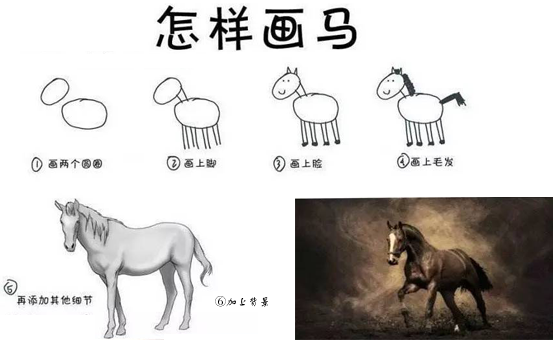 怎样画马
① 画两个圆圈
② 画上脚
③ 画上脸
④ 画上毛发
⑤ 再添加其他细节
⑥加上背景